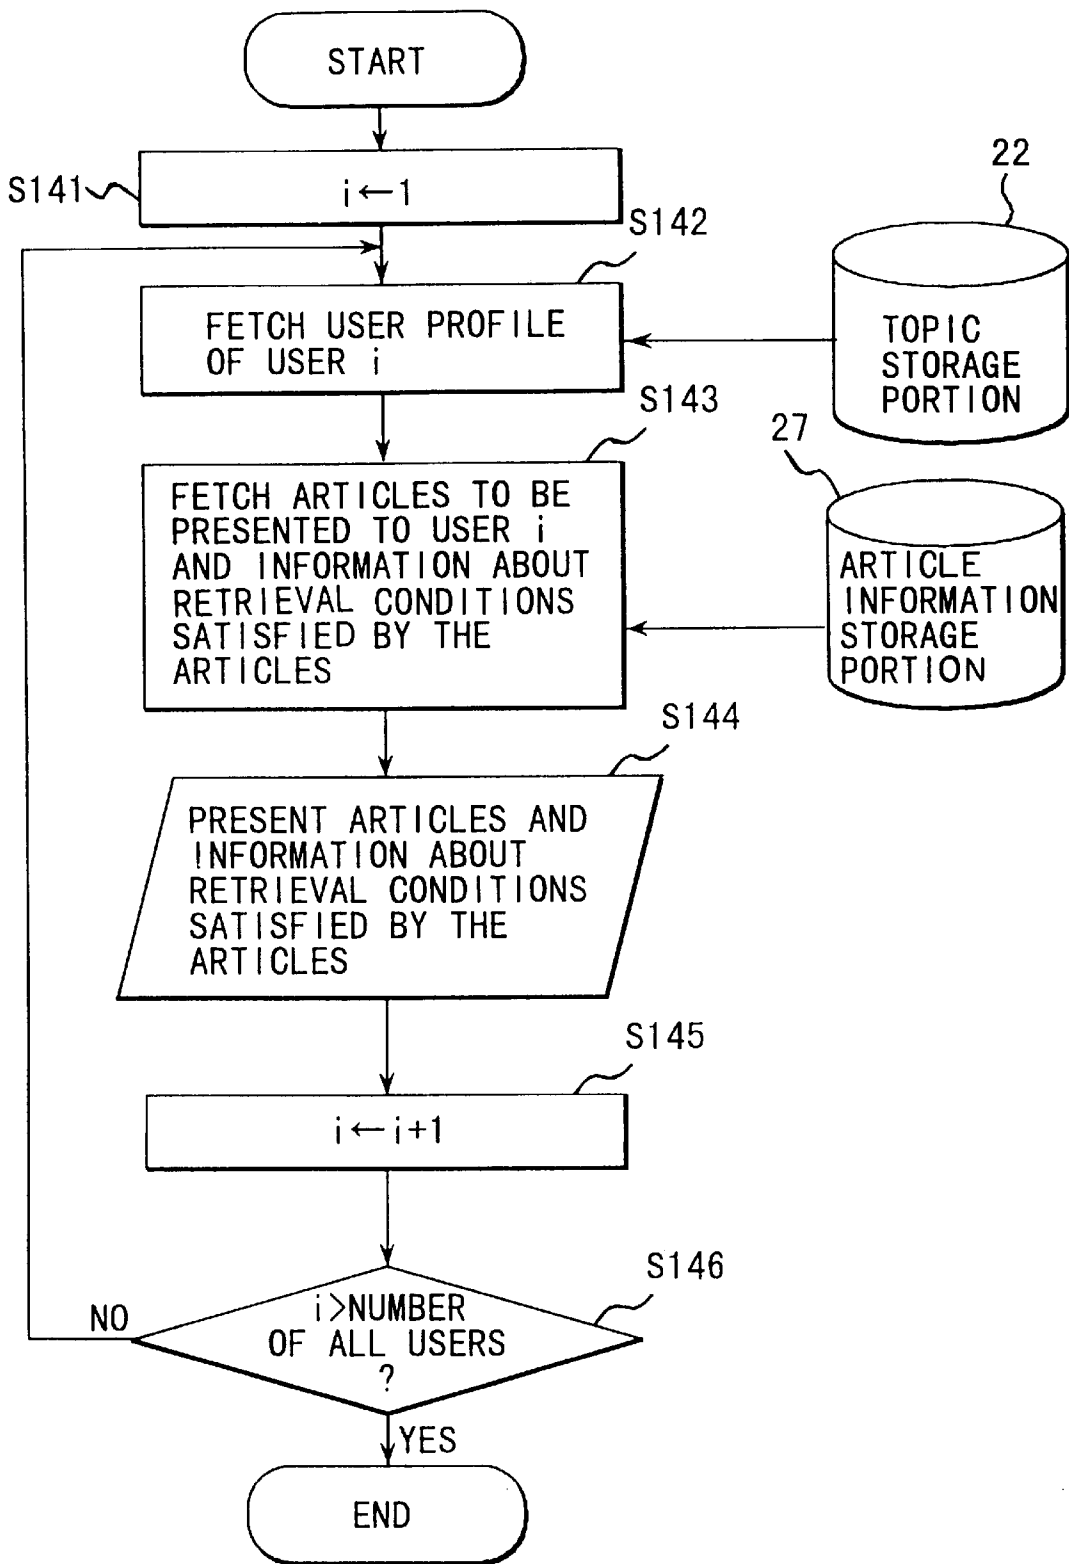 START
S141
i←1
S142
22
FETCH USER PROFILE
OF USER i
TOPIC
STORAGE
PORTION
S143
27
FETCH ARTICLES TO BE
PRESENTED TO USER i
AND INFORMATION ABOUT
RETRIEVAL CONDITIONS
SATISFIED BY THE
ARTICLES
ARTICLE
INFORMATION
STORAGE
PORTION
S144
PRESENT ARTICLES AND
INFORMATION ABOUT
RETRIEVAL CONDITIONS
SATISFIED BY THE
ARTICLES
S145
i←i+1
S146
i>NUMBER
OF ALL USERS
?
NO
YES
END